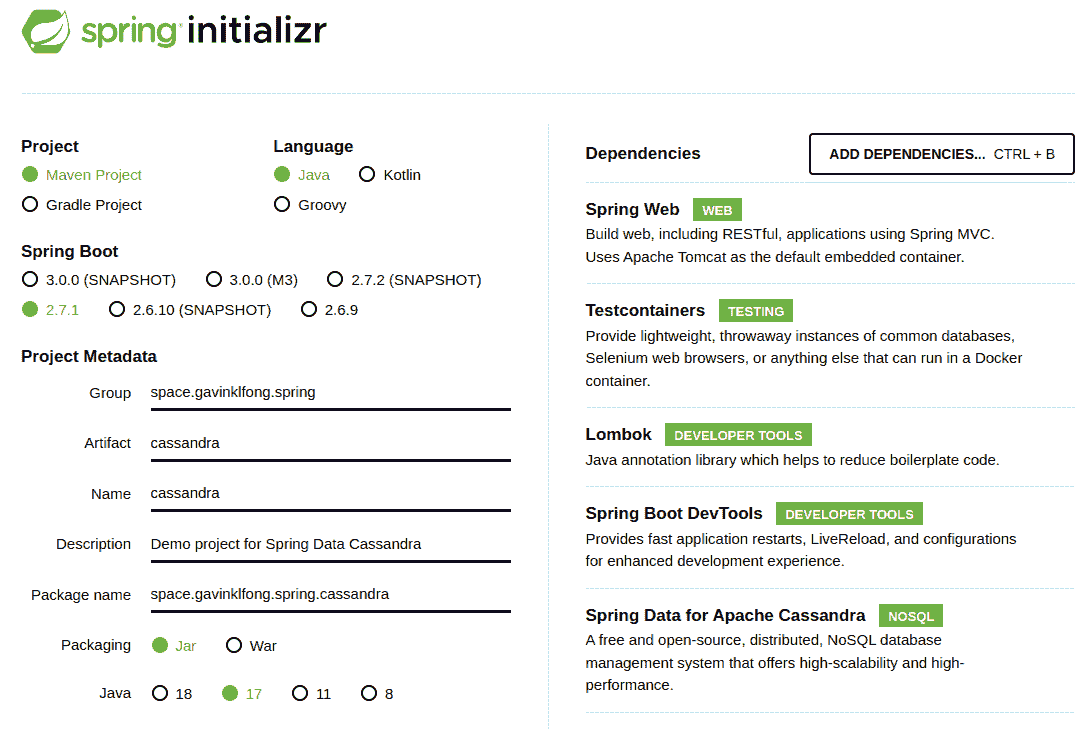 spring initializr
Project
Language
Maven Project
Java
Kotlin
Gradle Project
Groovy
Spring Boot
3.0.0 (SNAPSHOT)
3.0.0 (M3)
2.7.2 (SNAPSHOT)
2.7.1
2.6.10 (SNAPSHOT)
2.6.9
Project Metadata
Group space.gavinklfong.spring
Artifact cassandra
Name cassandra
Description Demo project for Spring Data Cassandra
Package name space.gavinklfong.spring.cassandra
Packaging Jar War
Java 18 17 11 8
Dependencies
ADD DEPENDENCIES... CTRL + B
Spring Web WEB
Build web, including RESTful, applications using Spring MVC.
Uses Apache Tomcat as the default embedded container.
Testcontainers TESTING
Provide lightweight, throwaway instances of common databases,
Selenium web browsers, or anything else that can run in a Docker
container.
Lombok DEVELOPER TOOLS
Java annotation library which helps to reduce boilerplate code.
Spring Boot DevTools DEVELOPER TOOLS
Provides fast application restarts, LiveReload, and configurations
for enhanced development experience.
Spring Data for Apache Cassandra NOSQL
A free and open-source, distributed, NoSQL database
management system that offers high-scalability and high-
performance.